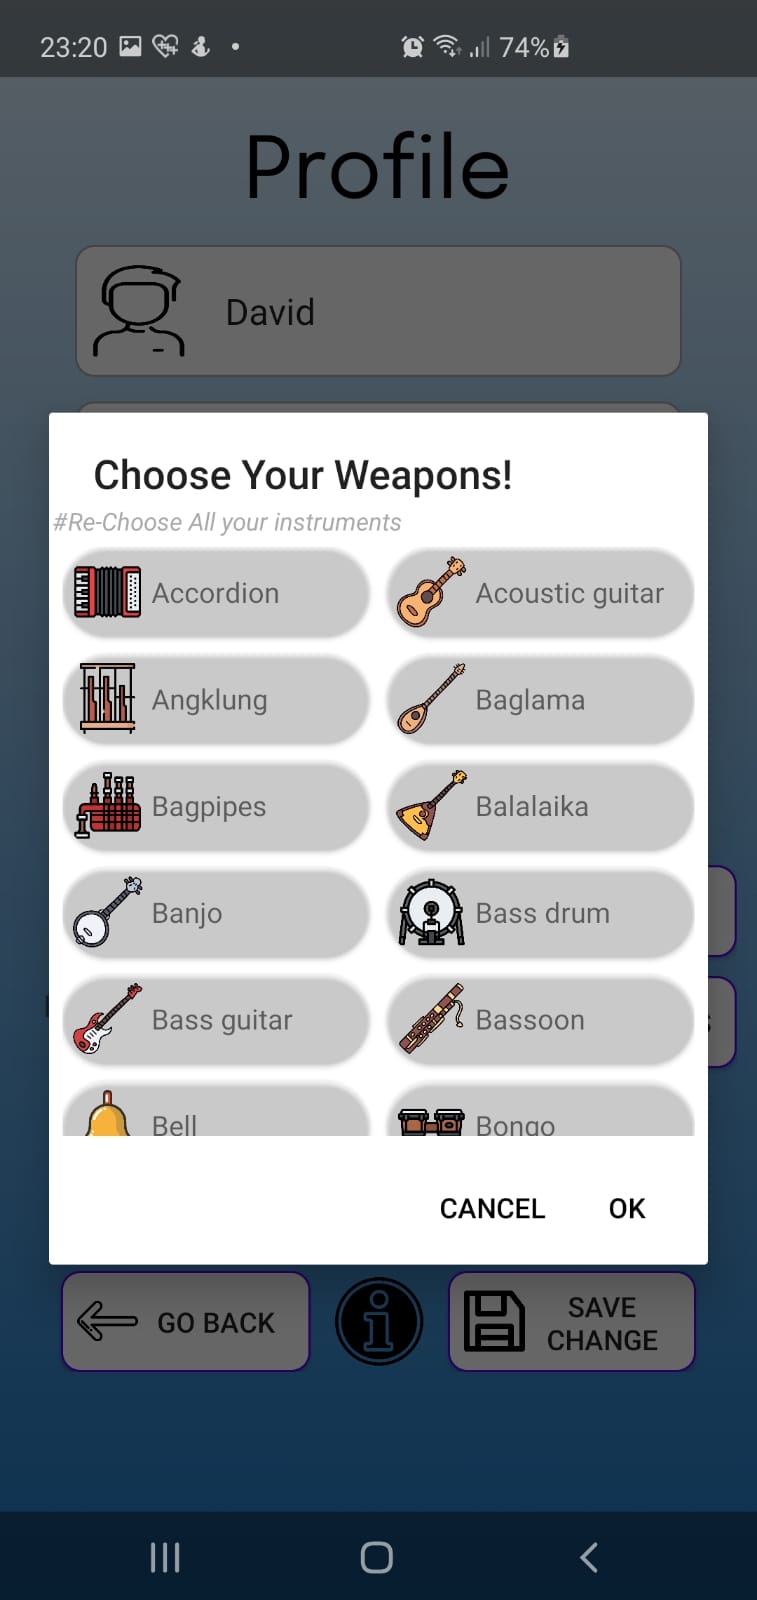 23:20
74%
Profile
David
Choose Your Weapons!
#Re-Choose All your instruments
Accordion
Acoustic guitar
Angklung
Baglama
Bagpipes
Balalaika
Banjo
Bass drum
Bass guitar
Bassoon
Bell
Bongo
CANCEL
OK
GO BACK
SAVE
CHANGE